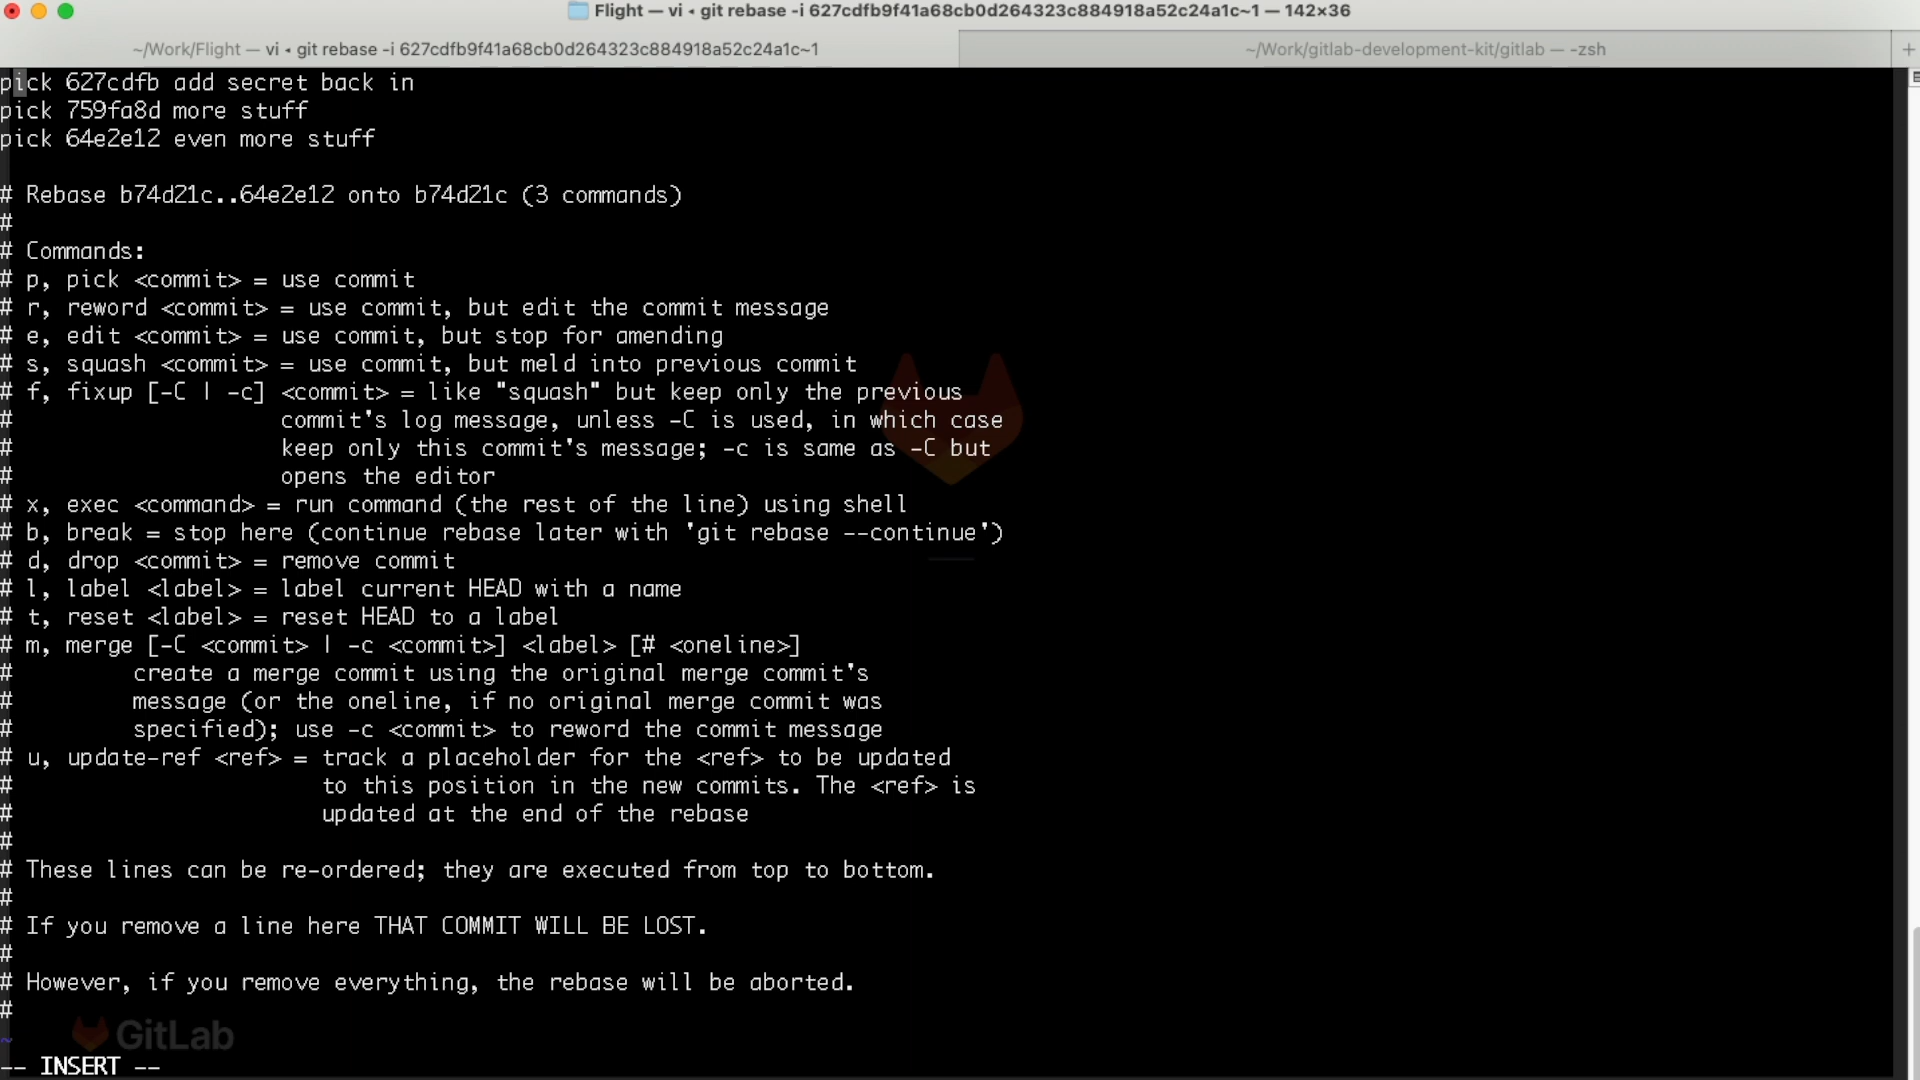 Flight — vi ◂ git rebase -i 627cdfb9f41a68cb0d264323c884918a52c24a1c~1 — 142×36
~/Work/Flight — vi ◂ git rebase -i 627cdfb9f41a68cb0d264323c884918a52c24a1c~1
~/Work/gitlab-development-kit/gitlab — -zsh
pick 627cdfb add secret back in
pick 759fa8d more stuff
pick 64e2e12 even more stuff
# Rebase b74d21c..64e2e12 onto b74d21c (3 commands)
#
# Commands:
# p, pick <commit> = use commit
# r, reword <commit> = use commit, but edit the commit message
# e, edit <commit> = use commit, but stop for amending
# s, squash <commit> = use commit, but meld into previous commit
# f, fixup [-C | -c] <commit> = like "squash" but keep only the previous
#                    commit's log message, unless -C is used, in which case
#                    keep only this commit's message; -c is same as -C but
#                    opens the editor
# x, exec <command> = run command (the rest of the line) using shell
# b, break = stop here (continue rebase later with 'git rebase --continue')
# d, drop <commit> = remove commit
# l, label <label> = label current HEAD with a name
# t, reset <label> = reset HEAD to a label
# m, merge [-C <commit> | -c <commit>] <label> [# <oneline>]
#         create a merge commit using the original merge commit's
#         message (or the oneline, if no original merge commit was
#         specified); use -c <commit> to reword the commit message
# u, update-ref <ref> = track a placeholder for the <ref> to be updated
#                       to this position in the new commits. The <ref> is
#                       updated at the end of the rebase
#
# These lines can be re-ordered; they are executed from top to bottom.
#
# If you remove a line here THAT COMMIT WILL BE LOST.
#
# However, if you remove everything, the rebase will be aborted.
#
GitLab
~
-- INSERT --